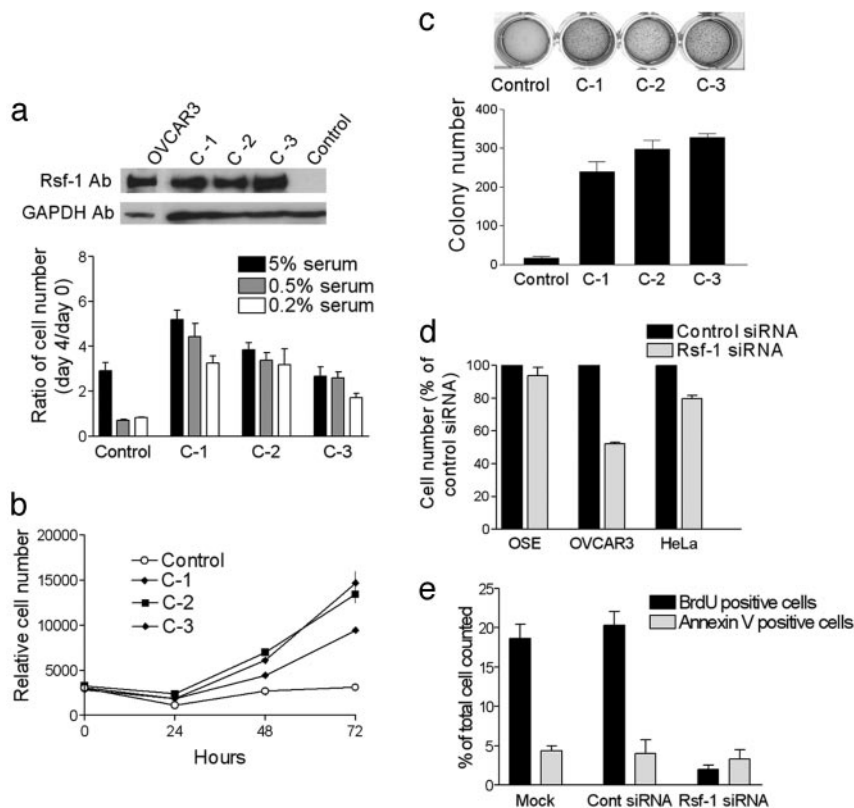 a
OVCAR3
C-1
C-2
C-3
Control
Rsf-1 Ab
GAPDH Ab
Ratio of cell number
(day 4/day 0)
8
6
4
2
0
5% serum
0.5% serum
0.2% serum
Control
C-1
C-2
C-3
b
Relative cell number
20000
15000
10000
5000
0
Control
C-1
C-2
C-3
0
24
48
72
Hours
c
Control
C-1
C-2
C-3
Colony number
400
300
200
100
0
Control
C-1
C-2
C-3
d
Control siRNA
Rsf-1 siRNA
Cell number (% of
control siRNA)
100
80
60
40
20
0
OSE
OVCAR3
HeLa
e
% of total cell counted
25
20
15
10
5
0
BrdU positive cells
Annexin V positive cells
Mock
Cont siRNA
Rsf-1 siRNA